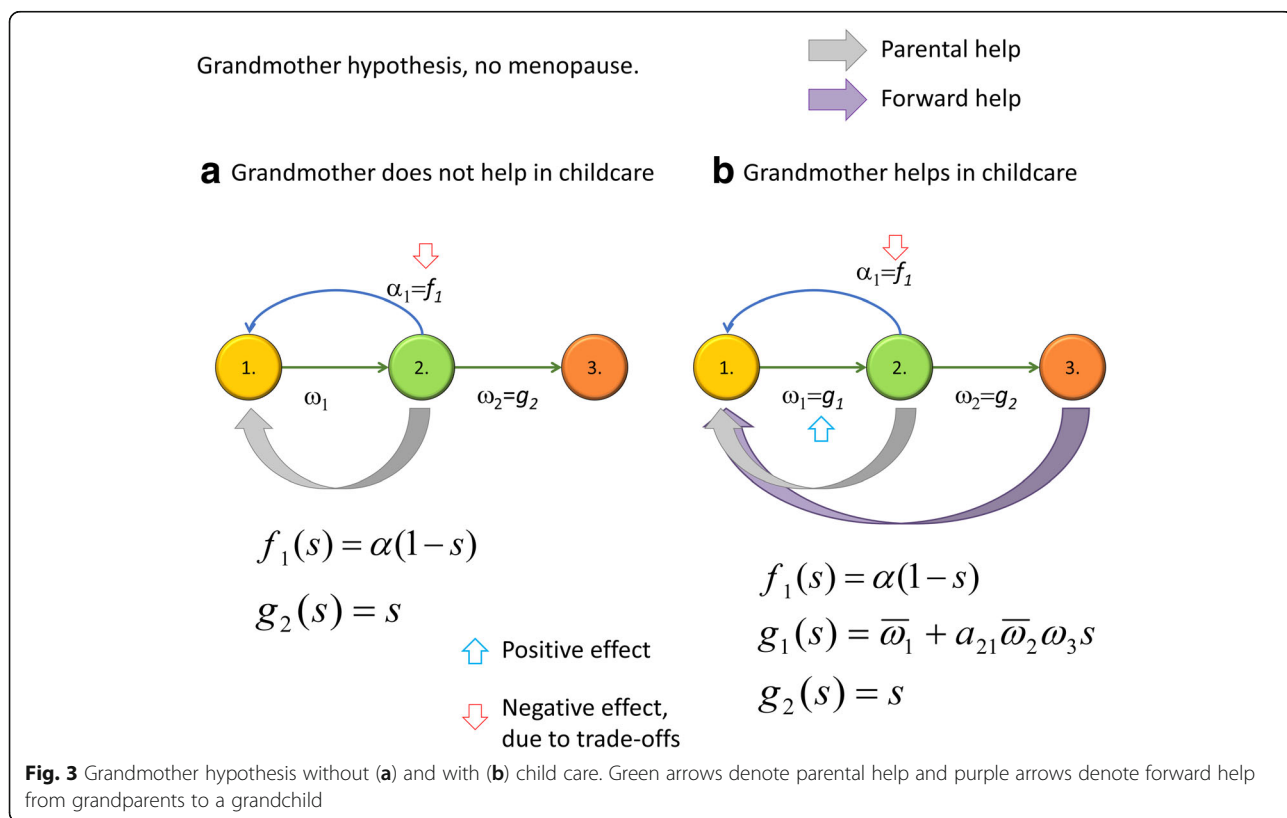 Grandmother hypothesis, no menopause.
Parental help
Forward help
a Grandmother does not help in childcare
α₁=f₁
1.
2.
3.
ω₁
ω₂=g₂
f₁(s) = α(1−s)
g₂(s) = s
b Grandmother helps in childcare
α₁=f₁
1.
2.
3.
ω₁=g₁
ω₂=g₂
f₁(s) = α(1−s)
g₁(s) = ω̅₁ + a₂₁ω̅₂ω₃s
g₂(s) = s
Positive effect
Negative effect,
due to trade-offs
Fig. 3 Grandmother hypothesis without (a) and with (b) child care. Green arrows denote parental help and purple arrows denote forward help
from grandparents to a grandchild